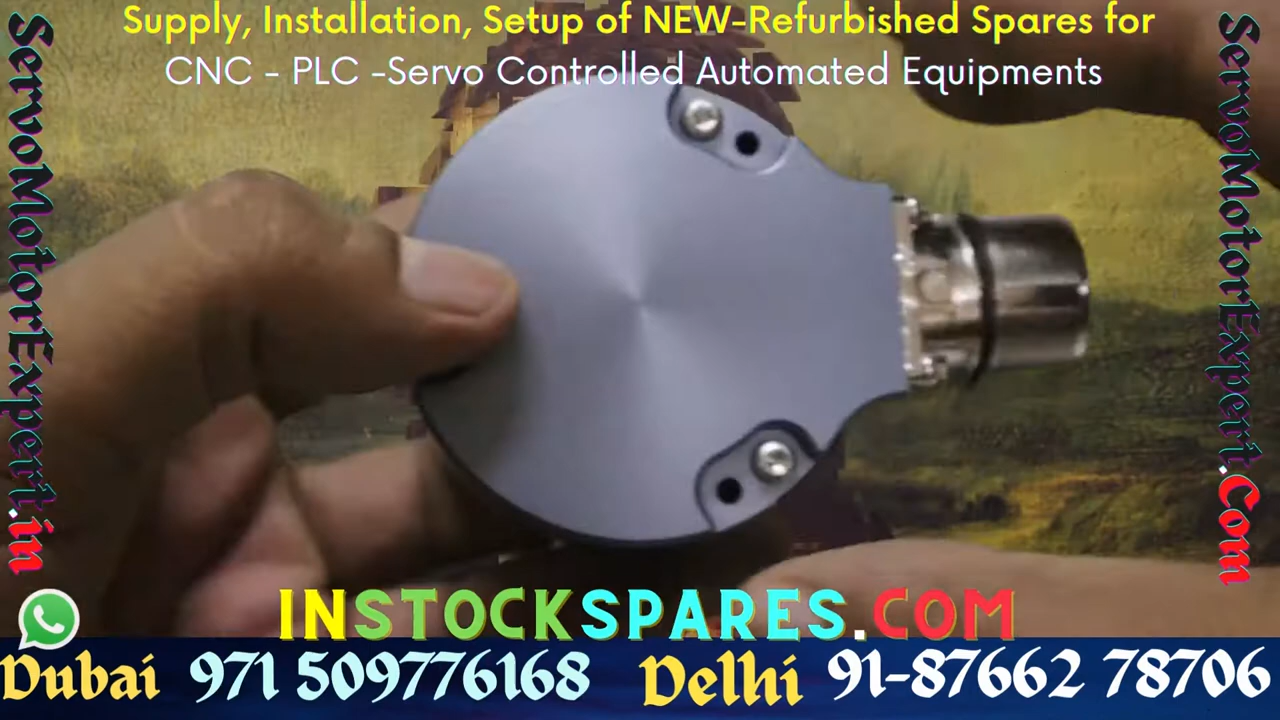 Supply, Installation, Setup of NEW-Refurbished Spares for
CNC - PLC -Servo Controlled Automated Equipments
ServoMotorExpert.in
ServoMotorExpert.Com
INSTOCKSPARES.COM
Dubai 971 509776168 Delhi 91-87662 78706